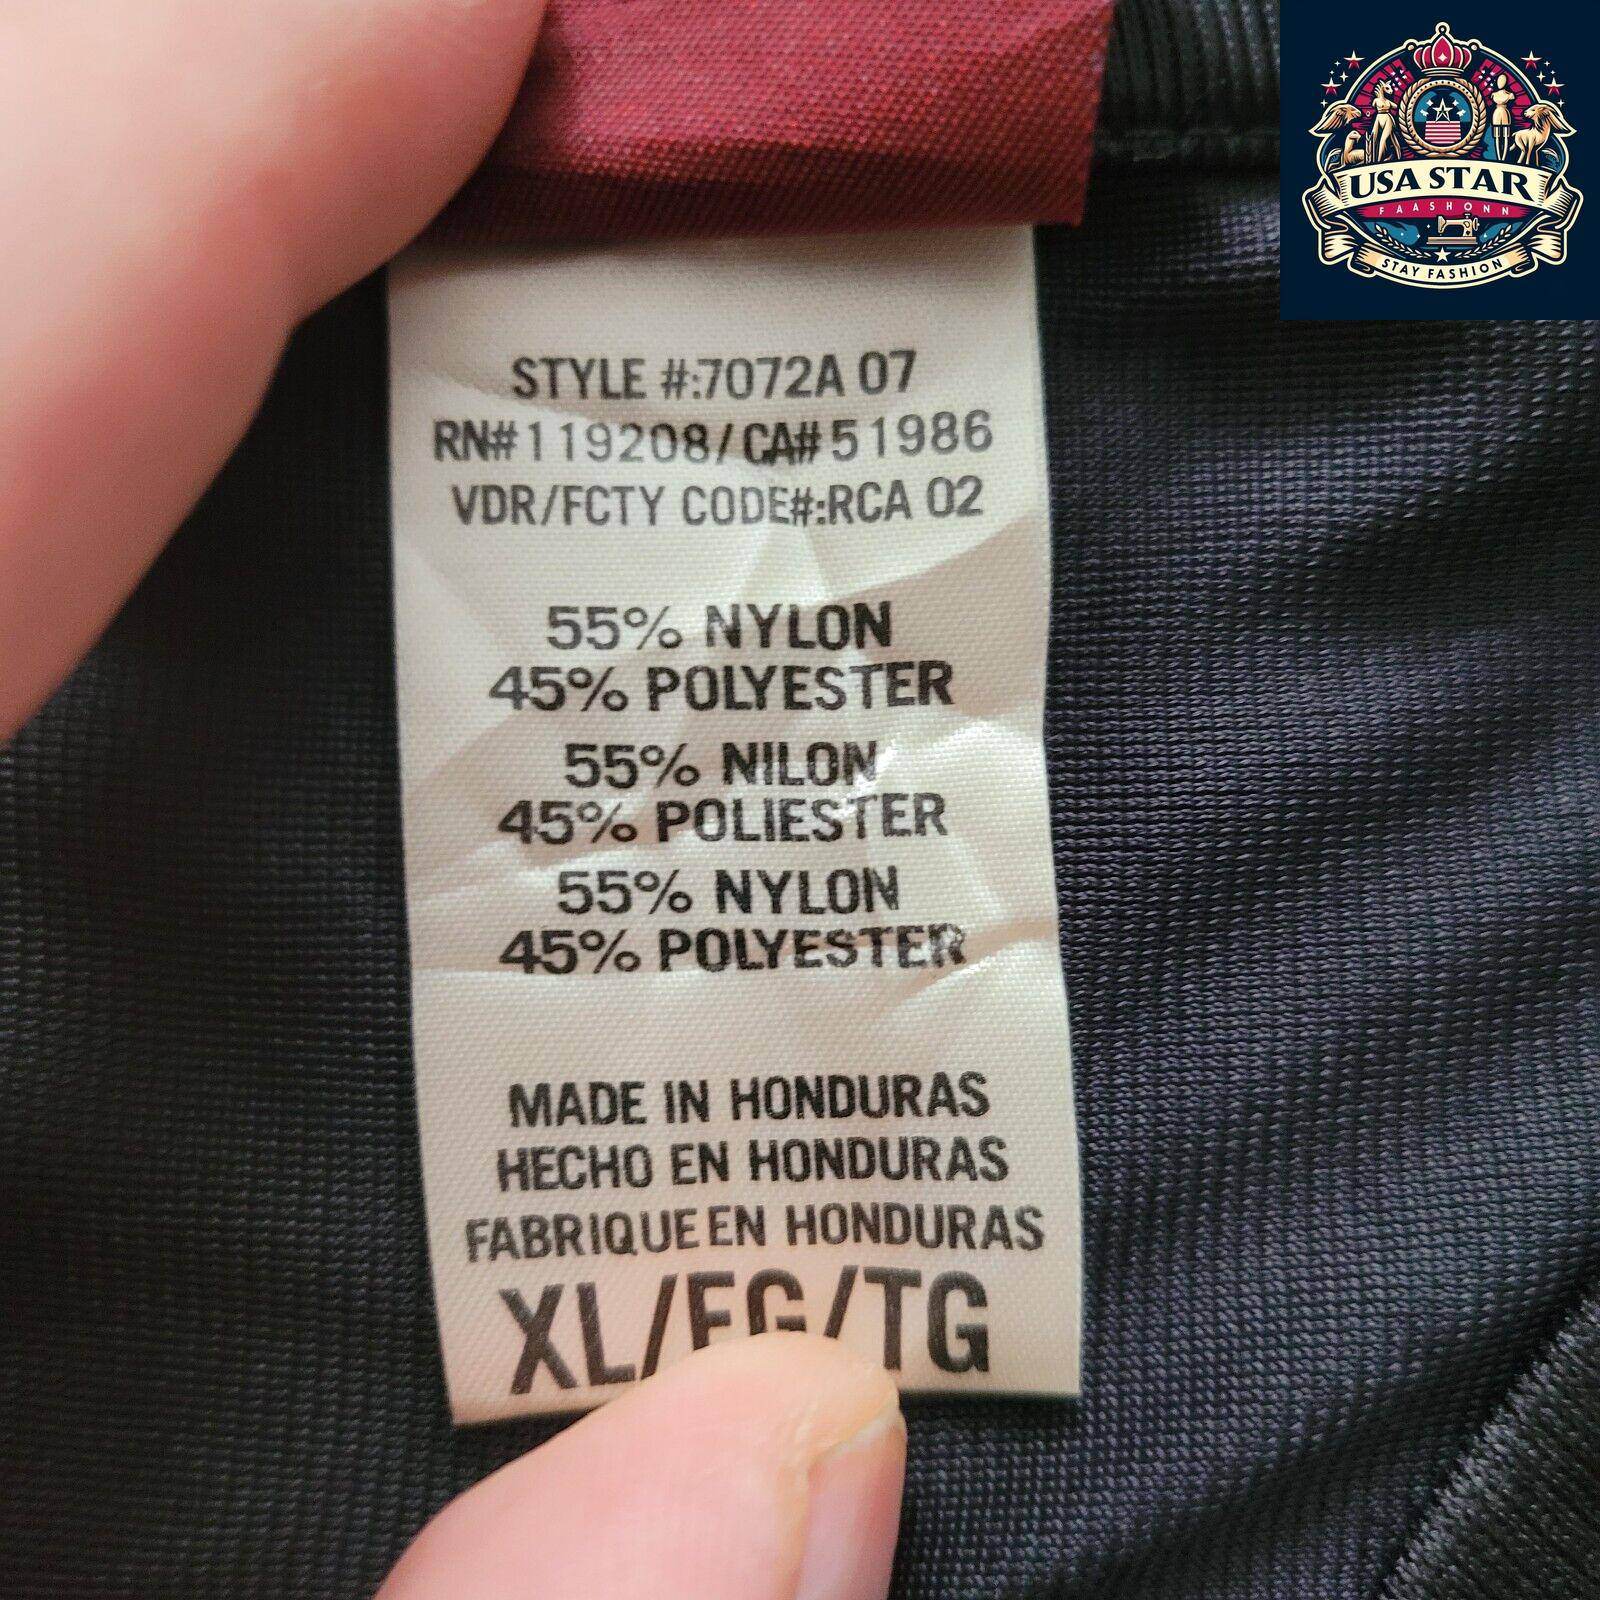 USA STAR
FAASHONN
STAY FASHION
STYLE #:7072A 07
RN#119208/CA#51986
VDR/FCTY CODE#:RCA 02
55% NYLON
45% POLYESTER
55% NILON
45% POLIESTER
55% NYLON
45% POLYESTER
MADE IN HONDURAS
HECHO EN HONDURAS
FABRIQUE EN HONDURAS
XL/EG/TG